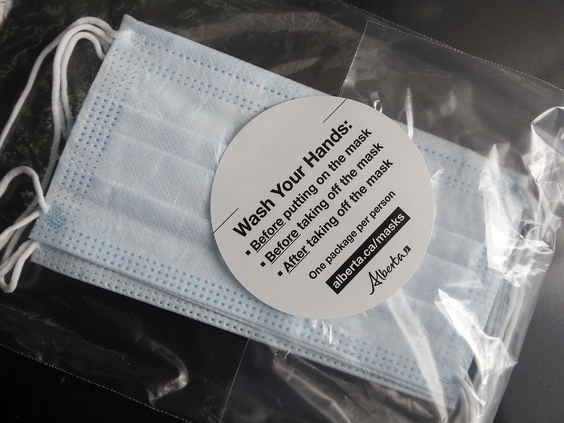 Wash Your Hands:
▪ Before putting on the mask
▪ Before taking off the mask
▪ After taking off the mask
One package per person
alberta.ca/masks
Alberta